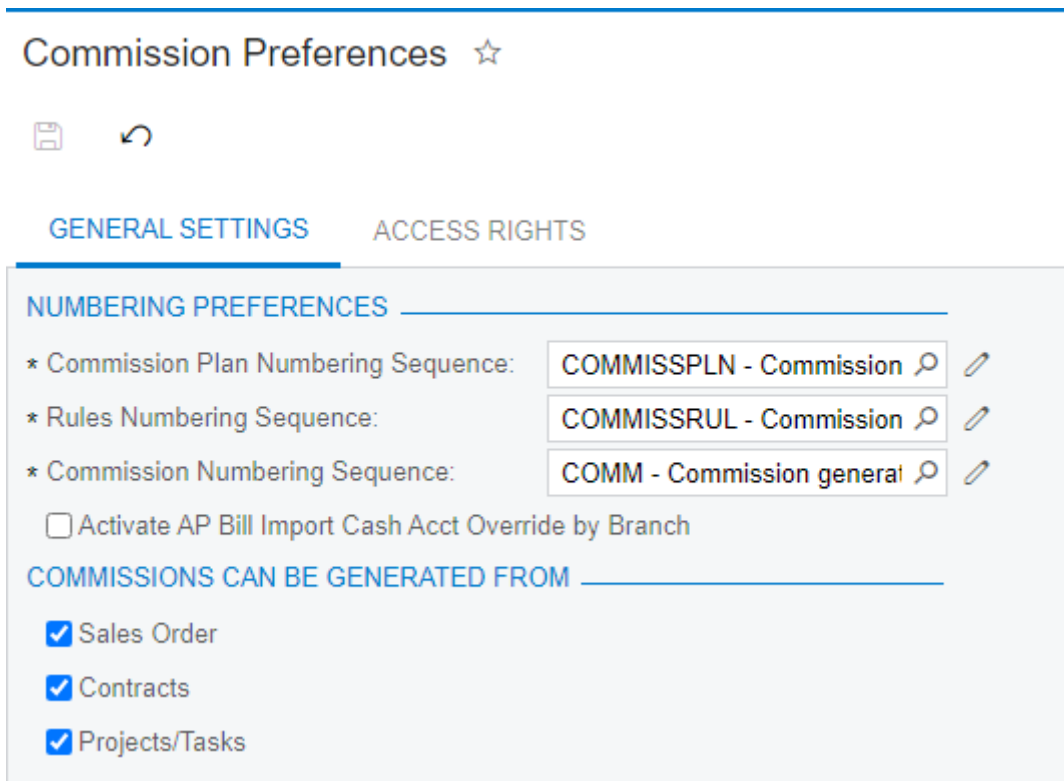 Commission Preferences
GENERAL SETTINGS ACCESS RIGHTS
NUMBERING PREFERENCES
* Commission Plan Numbering Sequence: COMMISSPLN - Commission
* Rules Numbering Sequence: COMMISSRUL - Commission
* Commission Numbering Sequence: COMM - Commission generat
Activate AP Bill Import Cash Acct Override by Branch
COMMISSIONS CAN BE GENERATED FROM
Sales Order
Contracts
Projects/Tasks